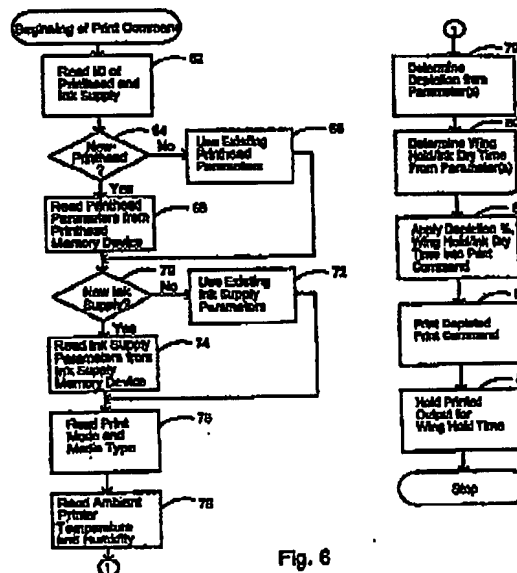 Beginning of Print Command
62
Read ID of
Printhead and
Ink Supply
64
New
Printhead
?
No
Yes
66
Use Existing
Printhead
Parameters
68
Read Printhead
Parameters from
Printhead
Memory Device
70
New Ink
Supply?
No
Yes
72
Use Existing
Ink Supply
Parameters
74
Read Ink Supply
Parameters from
Ink Supply
Memory Device
76
Read Print
Mode and
Media Type
78
Read Ambient
Printer
Temperature
and Humidity
1
1
79
Determine
Depletion from
Parameter(s)
Determine Wing
Hold/Ink Dry Time
From Parameter(s)
Apply Depletion %,
Wing Hold/Ink Dry
Time into Print
Command
Print Depleted
Print Command
Hold Printed
Output for
Wing Hold Time
Stop
Fig. 6